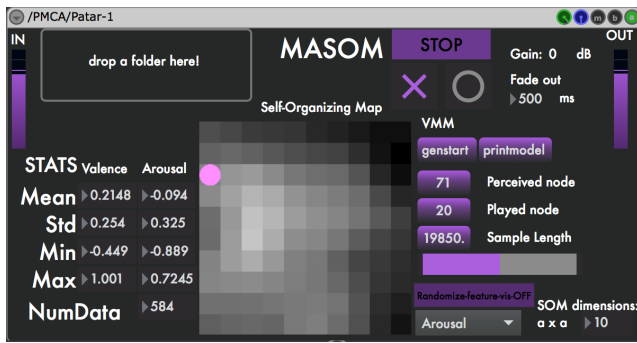 /PMCA/Patar-1
m b a
IN
drop a folder here!
MASOM
STOP
Gain: 0 dB
OUT
Fade out
500 ms
Self-Organizing Map
VMM
genstart printmodel
STATS Valence Arousal
71 Perceived node
Mean 0.2148 -0.094
20 Played node
Std 0.254 0.325
19850. Sample Length
Min -0.449 -0.889
Max 1.001 0.7245
NumData 584
Randomize-feature-vis-OFF
SOM dimensions:
Arousal
a x a 10